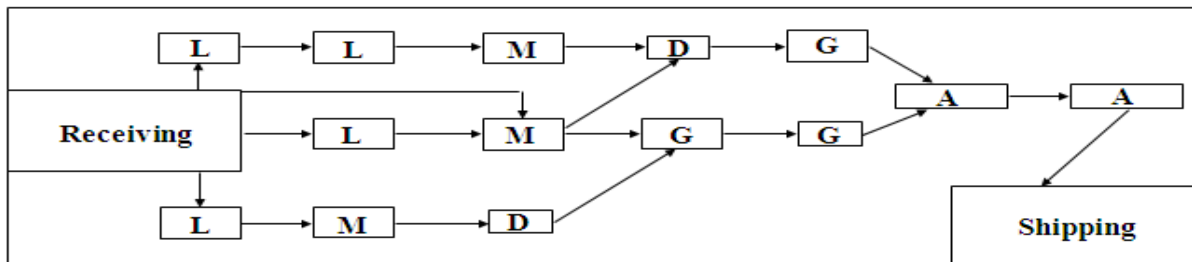 L L M D G
A A
Receiving L M G G
L M D
Shipping